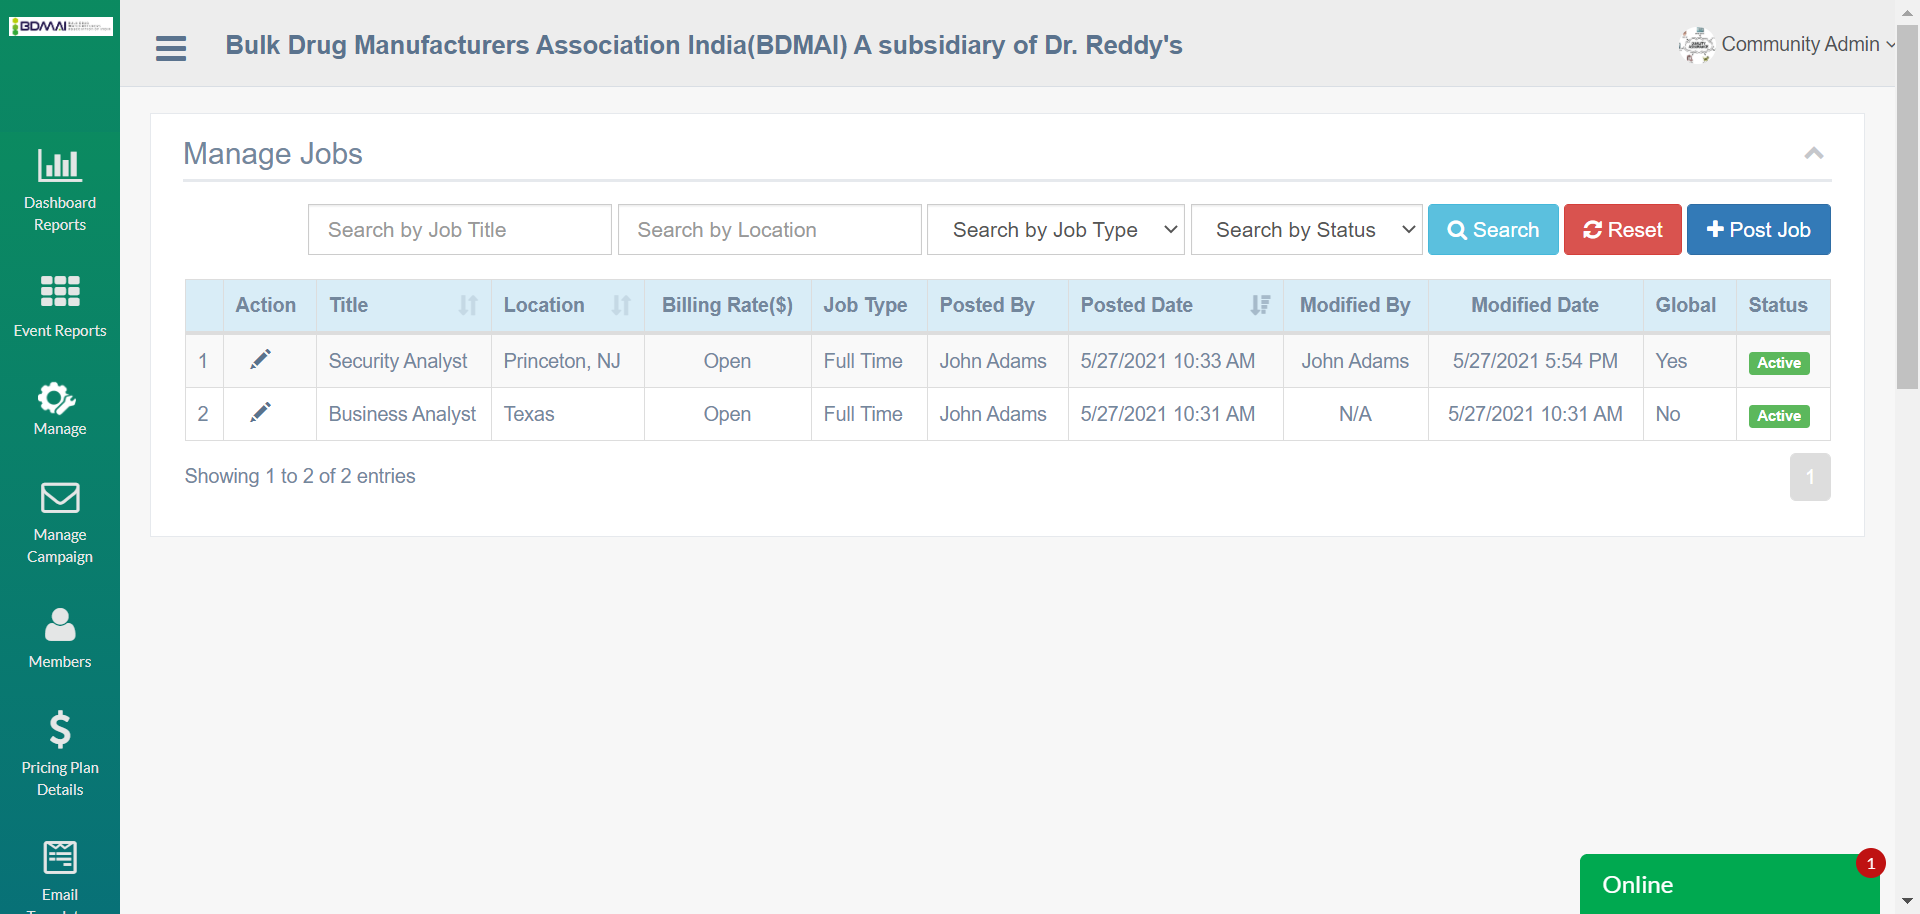 BDMAI
Bulk Drug Manufacturers Association India(BDMAI) A subsidiary of Dr. Reddy's
Community Admin
Dashboard
Reports
Event Reports
Manage
Manage
Campaign
Members
Pricing Plan
Details
Email
Manage Jobs
Search by Job Title Search by Location Search by Job Type Search by Status Search Reset Post Job
Action Title Location Billing Rate($) Job Type Posted By Posted Date Modified By Modified Date Global Status
1 Security Analyst Princeton, NJ Open Full Time John Adams 5/27/2021 10:33 AM John Adams 5/27/2021 5:54 PM Yes Active
2 Business Analyst Texas Open Full Time John Adams 5/27/2021 10:31 AM N/A 5/27/2021 10:31 AM No Active
Showing 1 to 2 of 2 entries
1
Online
1